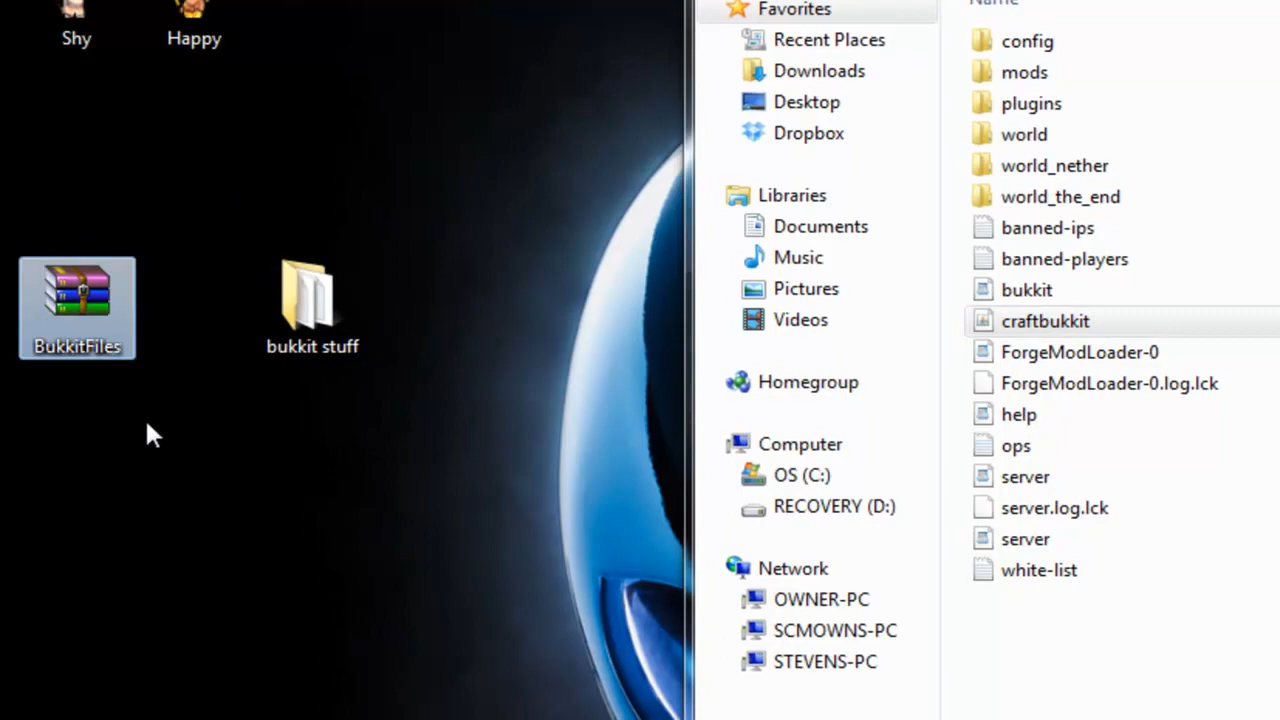 Shy
Happy
BukkitFiles
bukkit stuff
Favorites
Recent Places
Downloads
Desktop
Dropbox
Libraries
Documents
Music
Pictures
Videos
Homegroup
Computer
OS (C:)
RECOVERY (D:)
Network
OWNER-PC
SCMOWNS-PC
STEVENS-PC
Name
config
mods
plugins
world
world_nether
world_the_end
banned-ips
banned-players
bukkit
craftbukkit
ForgeModLoader-0
ForgeModLoader-0.log.lck
help
ops
server
server.log.lck
server
white-list